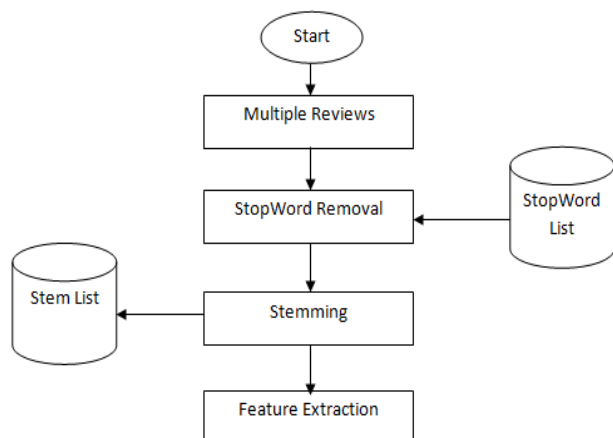 Start
Multiple Reviews
StopWord Removal
StopWord
List
Stem List
Stemming
Feature Extraction